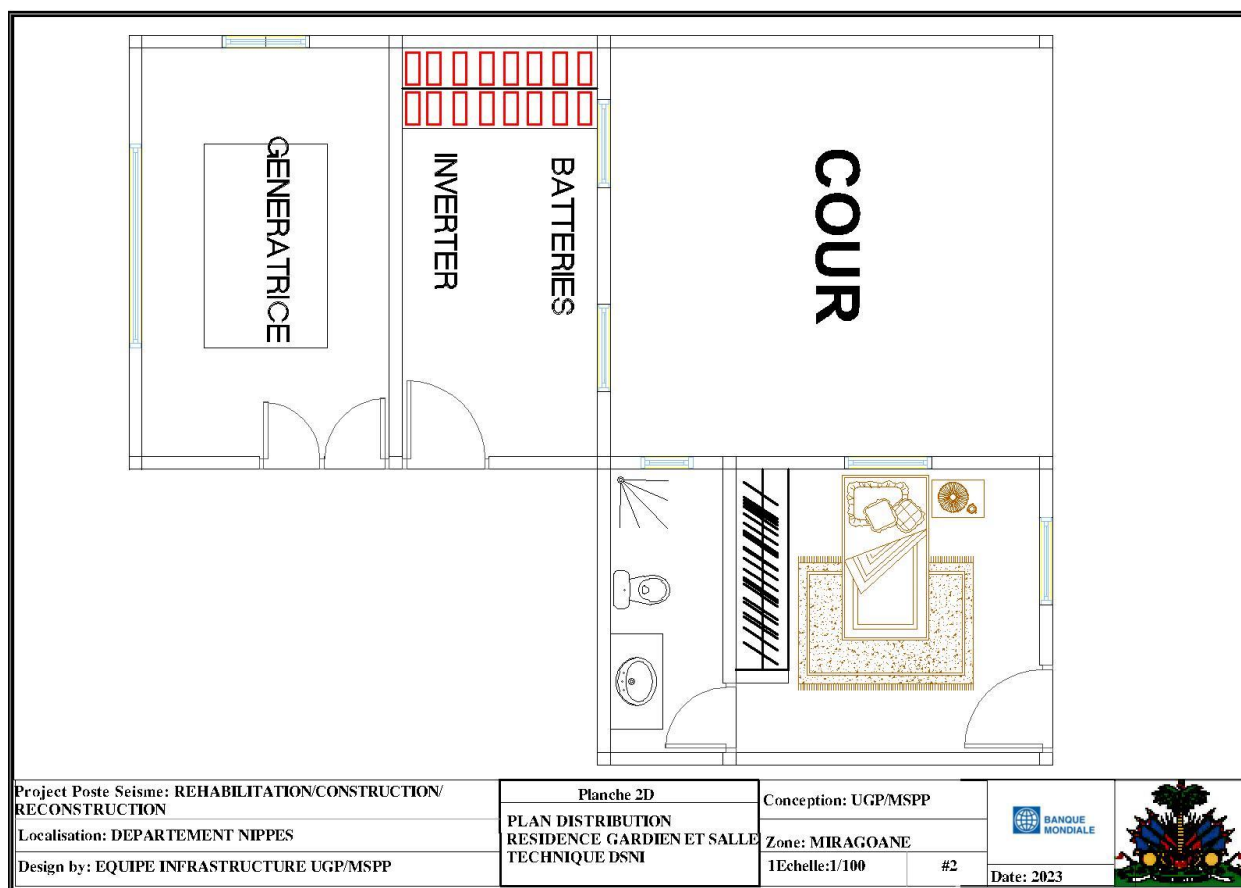 GENERATRICE
INVERTER
BATTERIES
COUR
Project Poste Seisme: REHABILITATION/CONSTRUCTION/
RECONSTRUCTION
Localisation: DEPARTEMENT NIPPES
Design by: EQUIPE INFRASTRUCTURE UGP/MSPP
Planche 2D
PLAN DISTRIBUTION
RESIDENCE GARDIEN ET SALLE
TECHNIQUE DSNI
Conception: UGP/MSPP
Zone: MIRAGOANE
1Echelle:1/100
#2
BANQUE
MONDIALE
Date: 2023